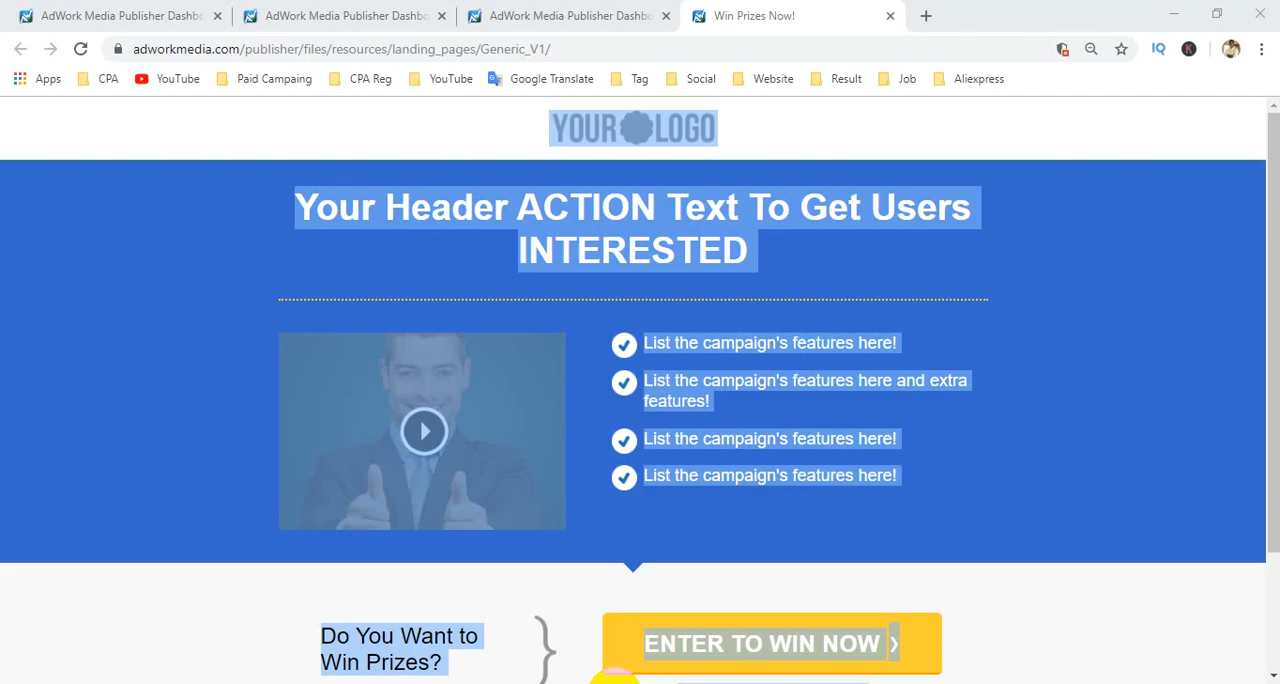 AdWork Media Publisher Dashbo
AdWork Media Publisher Dashbo
AdWork Media Publisher Dashbo
Win Prizes Now!
adworkmedia.com/publisher/files/resources/landing_pages/Generic_V1/
IQ
K
Apps
CPA
YouTube
Paid Campaing
CPA Reg
YouTube
Google Translate
Tag
Social
Website
Result
Job
Aliexpress
YOUR LOGO
Your Header ACTION Text To Get Users
INTERESTED
List the campaign's features here!
List the campaign's features here and extra
features!
List the campaign's features here!
List the campaign's features here!
Do You Want to
Win Prizes?
ENTER TO WIN NOW